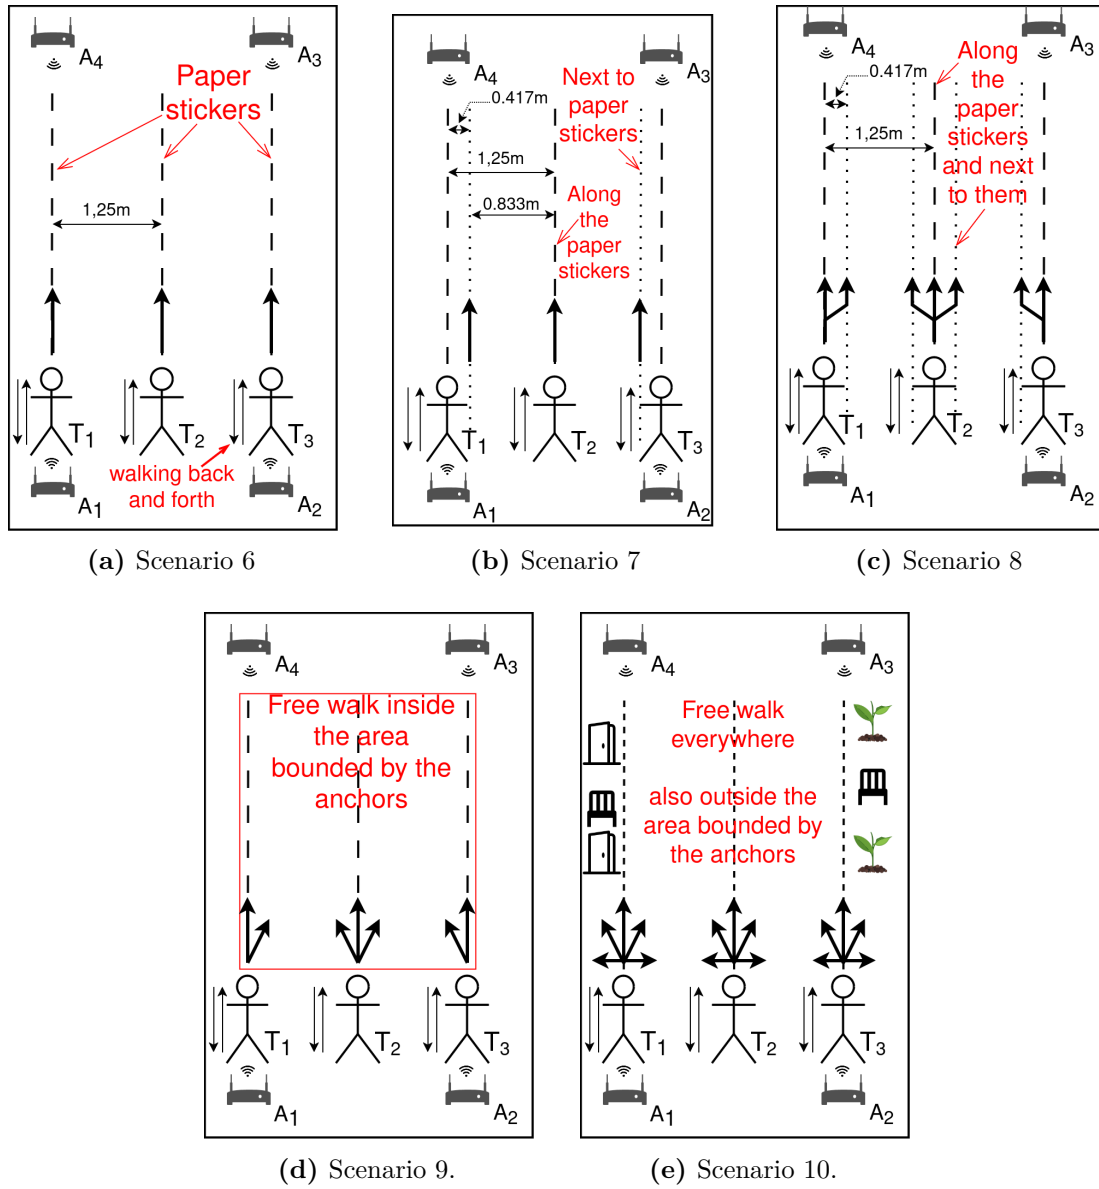 A4
A3
Paper
stickers
1,25m
T1
T2
T3
walking back
and forth
A1
A2
(a) Scenario 6
A4
A3
0.417m
Next to
paper
stickers
1,25m
0.833m
Along
the
paper
stickers
T1
T2
T3
A1
A2
(b) Scenario 7
A4
A3
Along
the
paper
stickers
and next
to them
0.417m
1,25m
T1
T2
T3
A1
A2
(c) Scenario 8
A4
A3
Free walk inside
the area
bounded by the
anchors
T1
T2
T3
A1
A2
(d) Scenario 9.
A4
A3
Free walk
everywhere
also outside the
area bounded by
the anchors
T1
T2
T3
A1
A2
(e) Scenario 10.